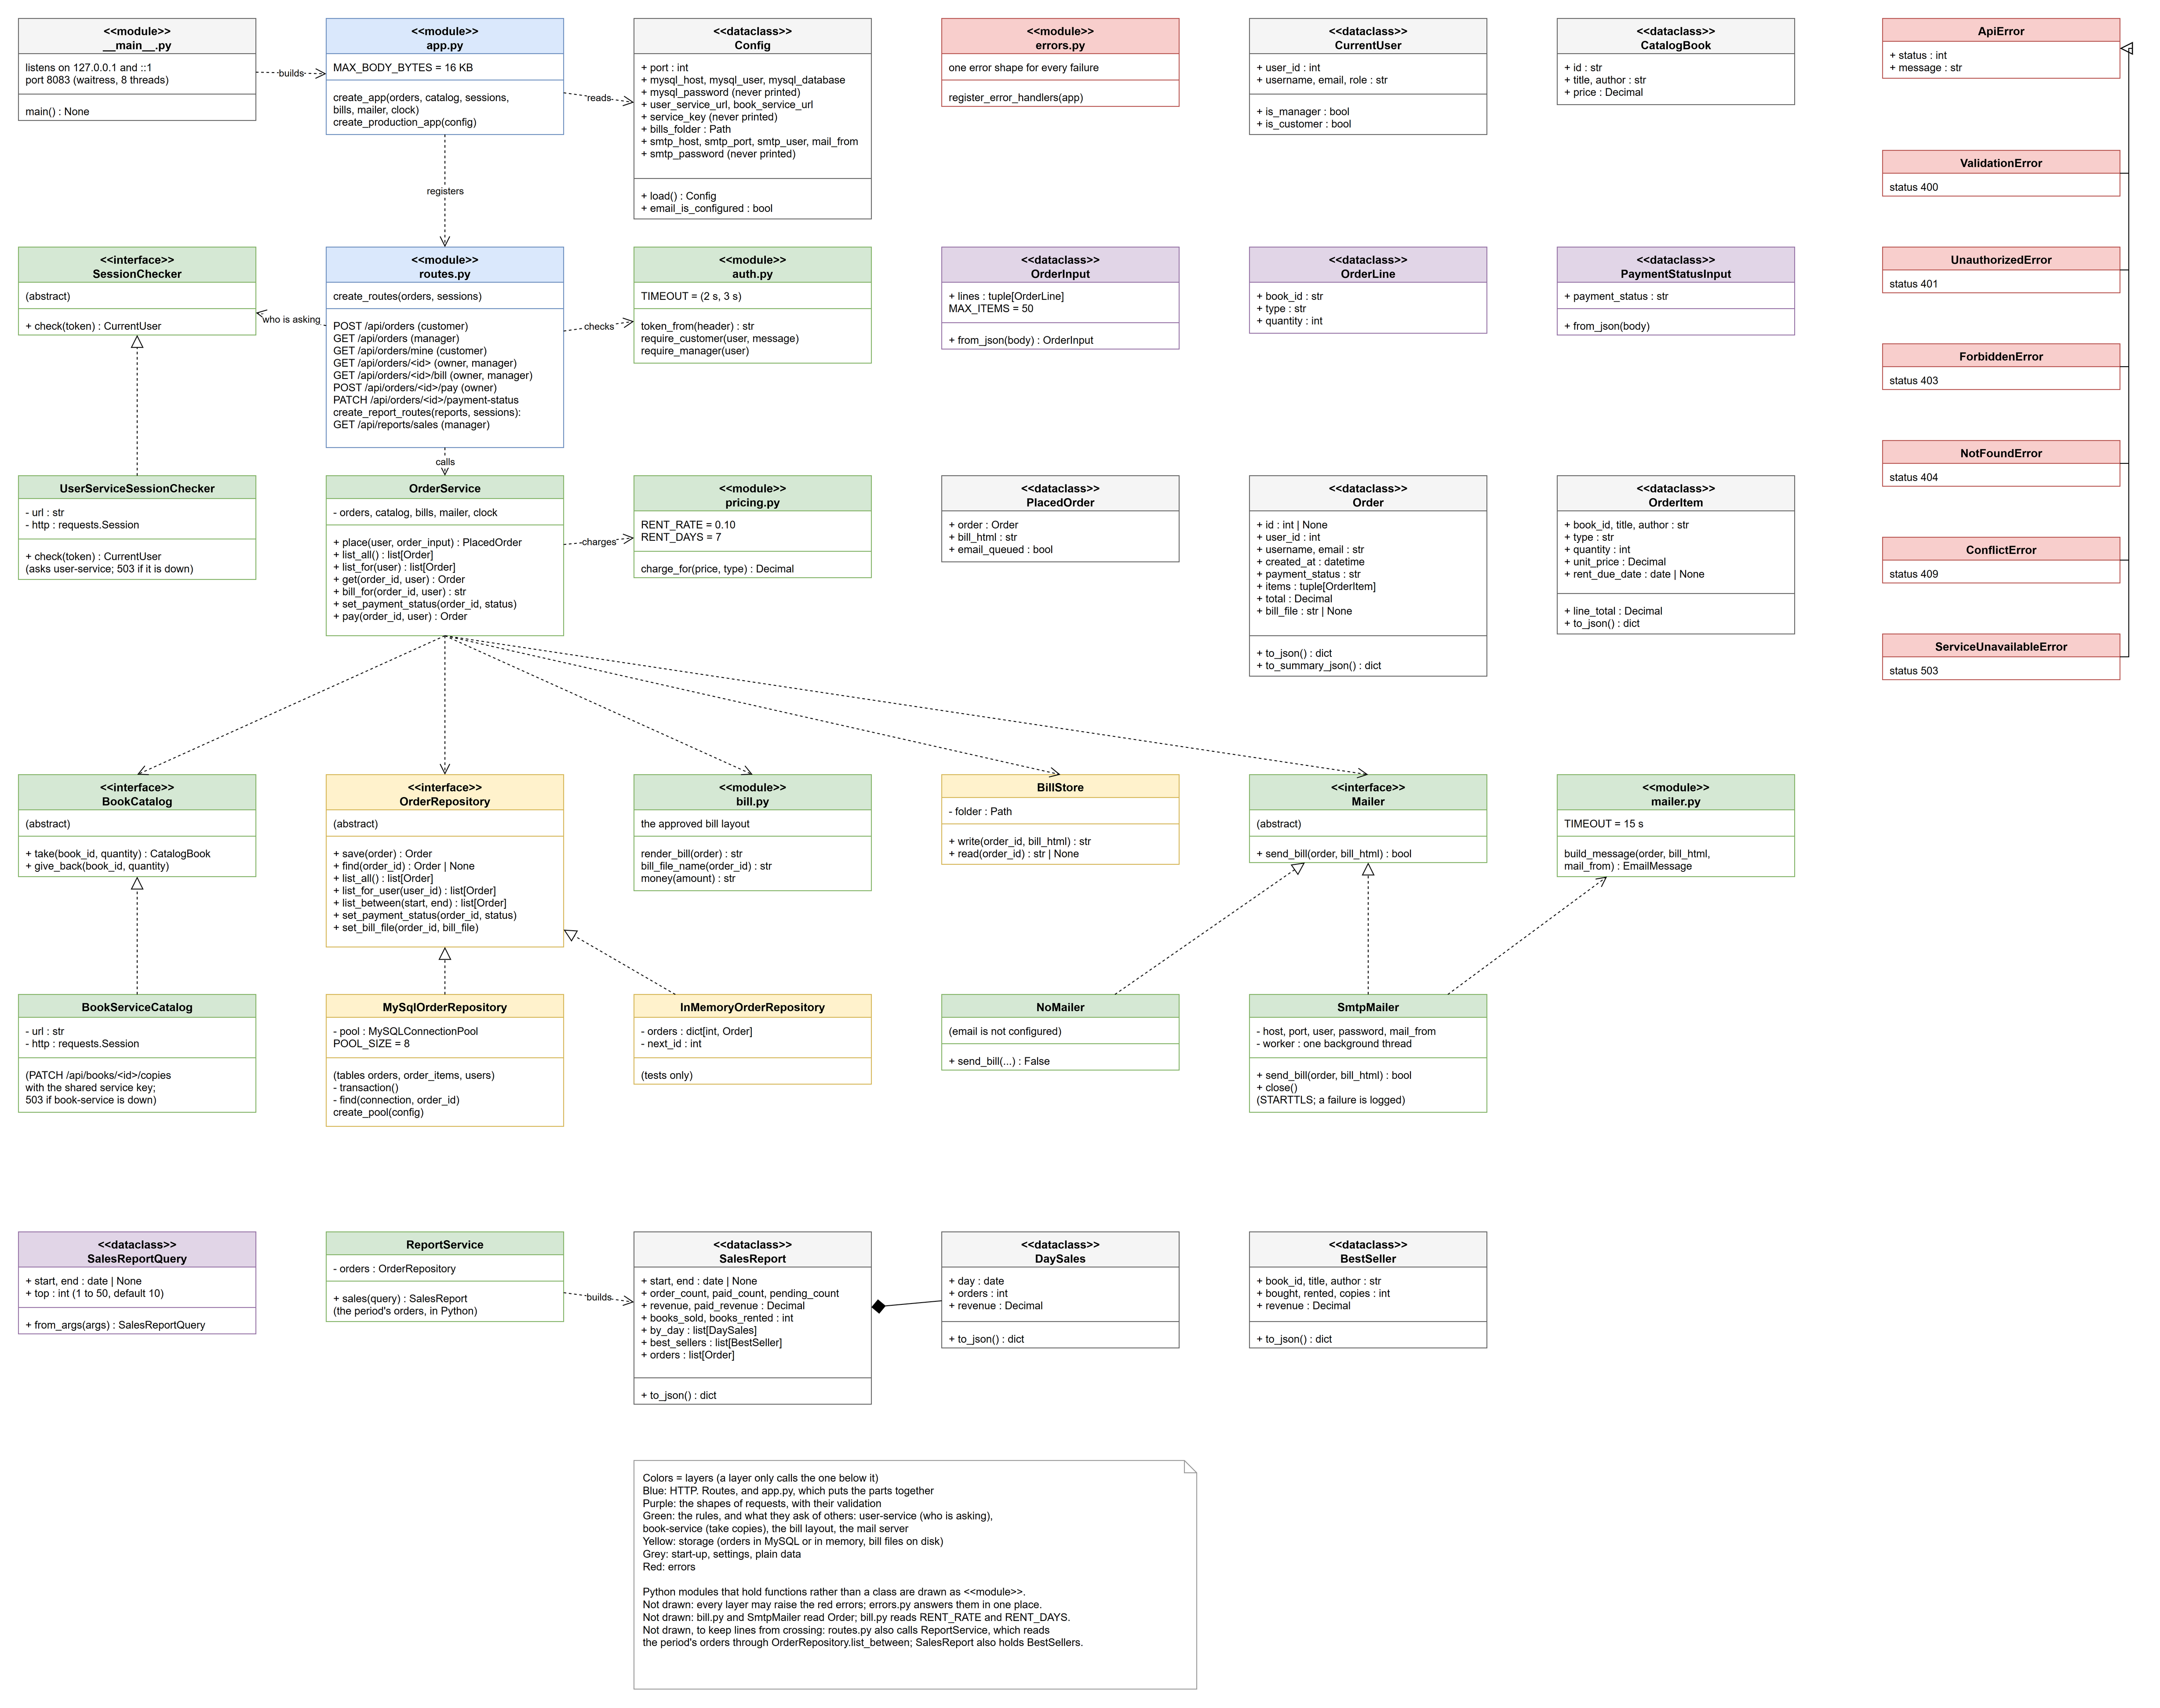 <<module>>
__main__.py
listens on 127.0.0.1 and ::1
port 8083 (waitress, 8 threads)
main() : None
builds
<<module>>
app.py
MAX_BODY_BYTES = 16 KB
create_app(orders, catalog, sessions,
bills, mailer, clock)
create_production_app(config)
reads
registers
<<dataclass>>
Config
+ port : int
+ mysql_host, mysql_user, mysql_database
+ mysql_password (never printed)
+ user_service_url, book_service_url
+ service_key (never printed)
+ bills_folder : Path
+ smtp_host, smtp_port, smtp_user, mail_from
+ smtp_password (never printed)
+ load() : Config
+ email_is_configured : bool
<<module>>
errors.py
one error shape for every failure
register_error_handlers(app)
<<dataclass>>
CurrentUser
+ user_id : int
+ username, email, role : str
+ is_manager : bool
+ is_customer : bool
<<dataclass>>
CatalogBook
+ id : str
+ title, author : str
+ price : Decimal
ApiError
+ status : int
+ message : str
ValidationError
status 400
<<interface>>
SessionChecker
(abstract)
+ check(token) : CurrentUser
who is asking
<<module>>
routes.py
create_routes(orders, sessions)
POST /api/orders (customer)
GET /api/orders (manager)
GET /api/orders/mine (customer)
GET /api/orders/<id> (owner, manager)
GET /api/orders/<id>/bill (owner, manager)
POST /api/orders/<id>/pay (owner)
PATCH /api/orders/<id>/payment-status
create_report_routes(reports, sessions):
GET /api/reports/sales (manager)
checks
calls
<<module>>
auth.py
TIMEOUT = (2 s, 3 s)
token_from(header) : str
require_customer(user, message)
require_manager(user)
<<dataclass>>
OrderInput
+ lines : tuple[OrderLine]
MAX_ITEMS = 50
+ from_json(body) : OrderInput
<<dataclass>>
OrderLine
+ book_id : str
+ type : str
+ quantity : int
<<dataclass>>
PaymentStatusInput
+ payment_status : str
+ from_json(body)
UnauthorizedError
status 401
ForbiddenError
status 403
NotFoundError
status 404
UserServiceSessionChecker
- url : str
- http : requests.Session
+ check(token) : CurrentUser
(asks user-service; 503 if it is down)
OrderService
- orders, catalog, bills, mailer, clock
+ place(user, order_input) : PlacedOrder
+ list_all() : list[Order]
+ list_for(user) : list[Order]
+ get(order_id, user) : Order
+ bill_for(order_id, user) : str
+ set_payment_status(order_id, status)
+ pay(order_id, user) : Order
charges
<<module>>
pricing.py
RENT_RATE = 0.10
RENT_DAYS = 7
charge_for(price, type) : Decimal
<<dataclass>>
PlacedOrder
+ order : Order
+ bill_html : str
+ email_queued : bool
<<dataclass>>
Order
+ id : int | None
+ user_id : int
+ username, email : str
+ created_at : datetime
+ payment_status : str
+ items : tuple[OrderItem]
+ total : Decimal
+ bill_file : str | None
+ to_json() : dict
+ to_summary_json() : dict
<<dataclass>>
OrderItem
+ book_id, title, author : str
+ type : str
+ quantity : int
+ unit_price : Decimal
+ rent_due_date : date | None
+ line_total : Decimal
+ to_json() : dict
ConflictError
status 409
ServiceUnavailableError
status 503
<<interface>>
BookCatalog
(abstract)
+ take(book_id, quantity) : CatalogBook
+ give_back(book_id, quantity)
<<interface>>
OrderRepository
(abstract)
+ save(order) : Order
+ find(order_id) : Order | None
+ list_all() : list[Order]
+ list_for_user(user_id) : list[Order]
+ list_between(start, end) : list[Order]
+ set_payment_status(order_id, status)
+ set_bill_file(order_id, bill_file)
<<module>>
bill.py
the approved bill layout
render_bill(order) : str
bill_file_name(order_id) : str
money(amount) : str
BillStore
- folder : Path
+ write(order_id, bill_html) : str
+ read(order_id) : str | None
<<interface>>
Mailer
(abstract)
+ send_bill(order, bill_html) : bool
<<module>>
mailer.py
TIMEOUT = 15 s
build_message(order, bill_html,
mail_from) : EmailMessage
BookServiceCatalog
- url : str
- http : requests.Session
(PATCH /api/books/<id>/copies
with the shared service key;
503 if book-service is down)
MySqlOrderRepository
- pool : MySQLConnectionPool
POOL_SIZE = 8
(tables orders, order_items, users)
- transaction()
- find(connection, order_id)
create_pool(config)
InMemoryOrderRepository
- orders : dict[int, Order]
- next_id : int
(tests only)
NoMailer
(email is not configured)
+ send_bill(...) : False
SmtpMailer
- host, port, user, password, mail_from
- worker : one background thread
+ send_bill(order, bill_html) : bool
+ close()
(STARTTLS; a failure is logged)
<<dataclass>>
SalesReportQuery
+ start, end : date | None
+ top : int (1 to 50, default 10)
+ from_args(args) : SalesReportQuery
ReportService
- orders : OrderRepository
+ sales(query) : SalesReport
(the period's orders, in Python)
builds
<<dataclass>>
SalesReport
+ start, end : date | None
+ order_count, paid_count, pending_count
+ revenue, paid_revenue : Decimal
+ books_sold, books_rented : int
+ by_day : list[DaySales]
+ best_sellers : list[BestSeller]
+ orders : list[Order]
+ to_json() : dict
<<dataclass>>
DaySales
+ day : date
+ orders : int
+ revenue : Decimal
+ to_json() : dict
<<dataclass>>
BestSeller
+ book_id, title, author : str
+ bought, rented, copies : int
+ revenue : Decimal
+ to_json() : dict
Colors = layers (a layer only calls the one below it)
Blue: HTTP. Routes, and app.py, which puts the parts together
Purple: the shapes of requests, with their validation
Green: the rules, and what they ask of others: user-service (who is asking),
book-service (take copies), the bill layout, the mail server
Yellow: storage (orders in MySQL or in memory, bill files on disk)
Grey: start-up, settings, plain data
Red: errors
Python modules that hold functions rather than a class are drawn as <<module>>.
Not drawn: every layer may raise the red errors; errors.py answers them in one place.
Not drawn: bill.py and SmtpMailer read Order; bill.py reads RENT_RATE and RENT_DAYS.
Not drawn, to keep lines from crossing: routes.py also calls ReportService, which reads
the period's orders through OrderRepository.list_between; SalesReport also holds BestSellers.